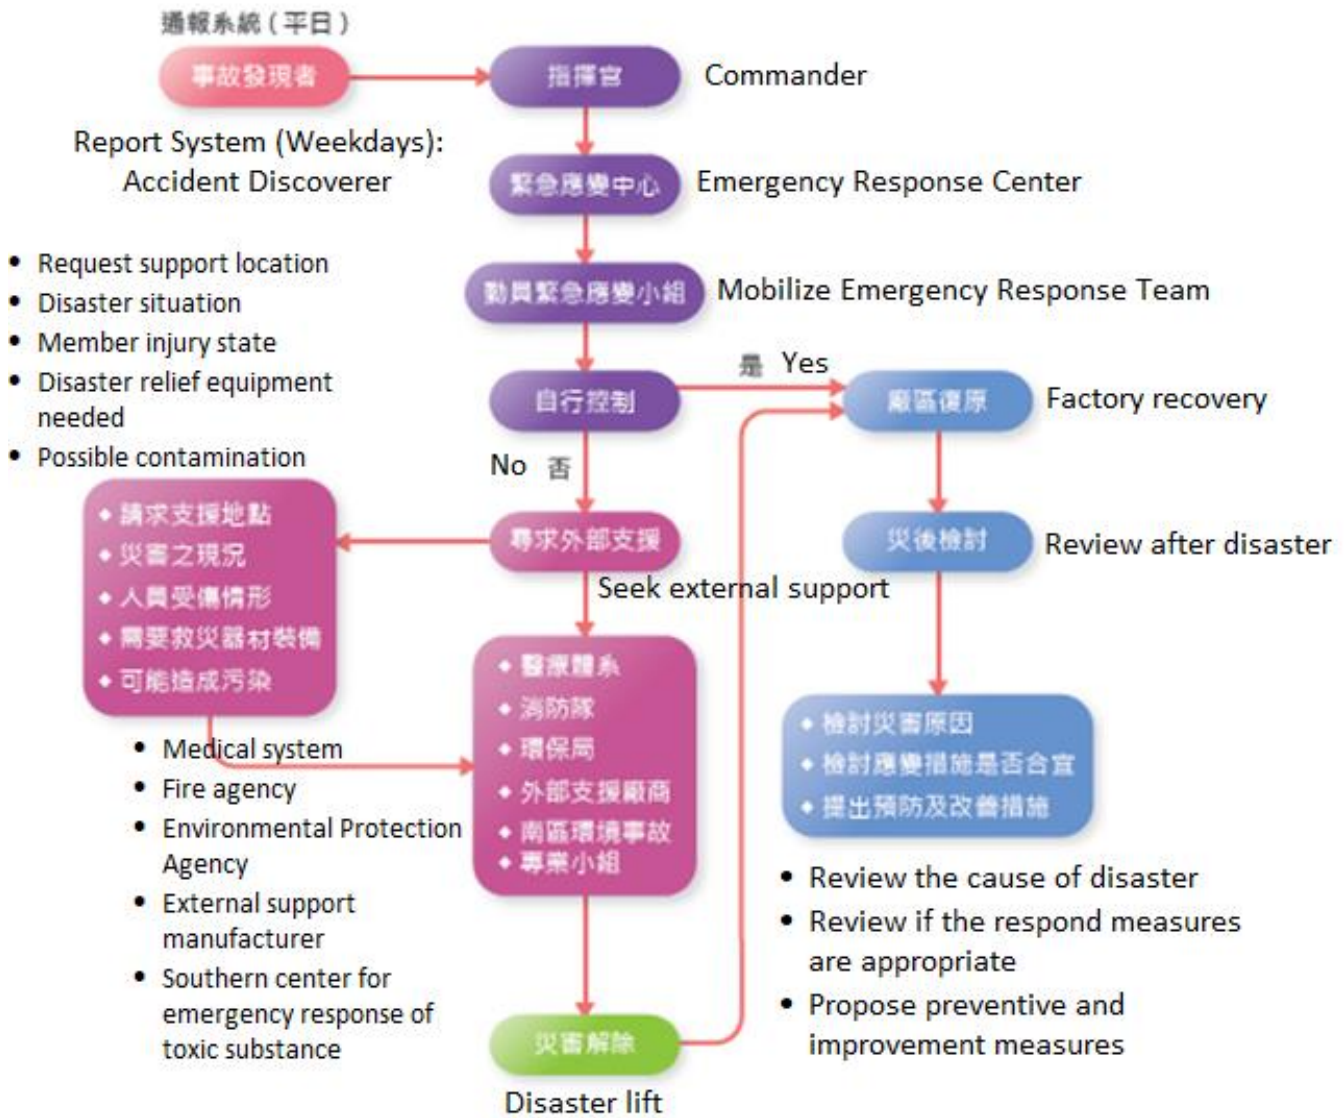 通報系統(平日)
事故發現者
Report System (Weekdays):
Accident Discoverer
指揮官
Commander
緊急應變中心
Emergency Response Center
動員緊急應變小組
Mobilize Emergency Response Team
自行控制
是 Yes
No 否
廠區復原
Factory recovery
災後檢討
Review after disaster
尋求外部支援
Seek external support
• Request support location
• Disaster situation
• Member injury state
• Disaster relief equipment
needed
• Possible contamination
◆ 請求支援地點
◆ 災害之現況
◆ 人員受傷情形
◆ 需要救災器材裝備
◆ 可能造成污染
◆ 醫療體系
◆ 消防隊
◆ 環保局
◆ 外部支援廠商
◆ 南區環境事故
◆ 專業小組
• Medical system
• Fire agency
• Environmental Protection
Agency
• External support
manufacturer
• Southern center for
emergency response of
toxic substance
◆ 檢討災害原因
◆ 檢討應變措施是否合宜
◆ 提出預防及改善措施
• Review the cause of disaster
• Review if the respond measures
are appropriate
• Propose preventive and
improvement measures
災害解除
Disaster lift